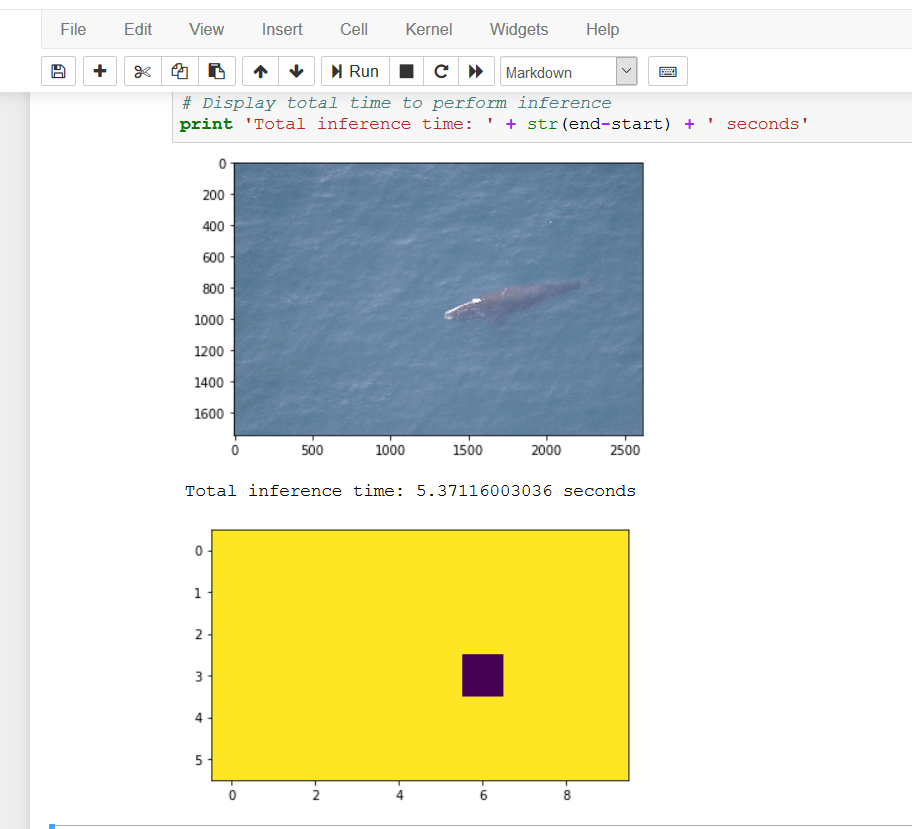 File Edit View Insert Cell Kernel Widgets Help
Run Markdown
# Display total time to perform inference
print 'Total inference time: ' + str(end-start) + ' seconds'
0
200
400
600
800
1000
1200
1400
1600
0 500 1000 1500 2000 2500
Total inference time: 5.37116003036 seconds
0
1
2
3
4
5
0 2 4 6 8